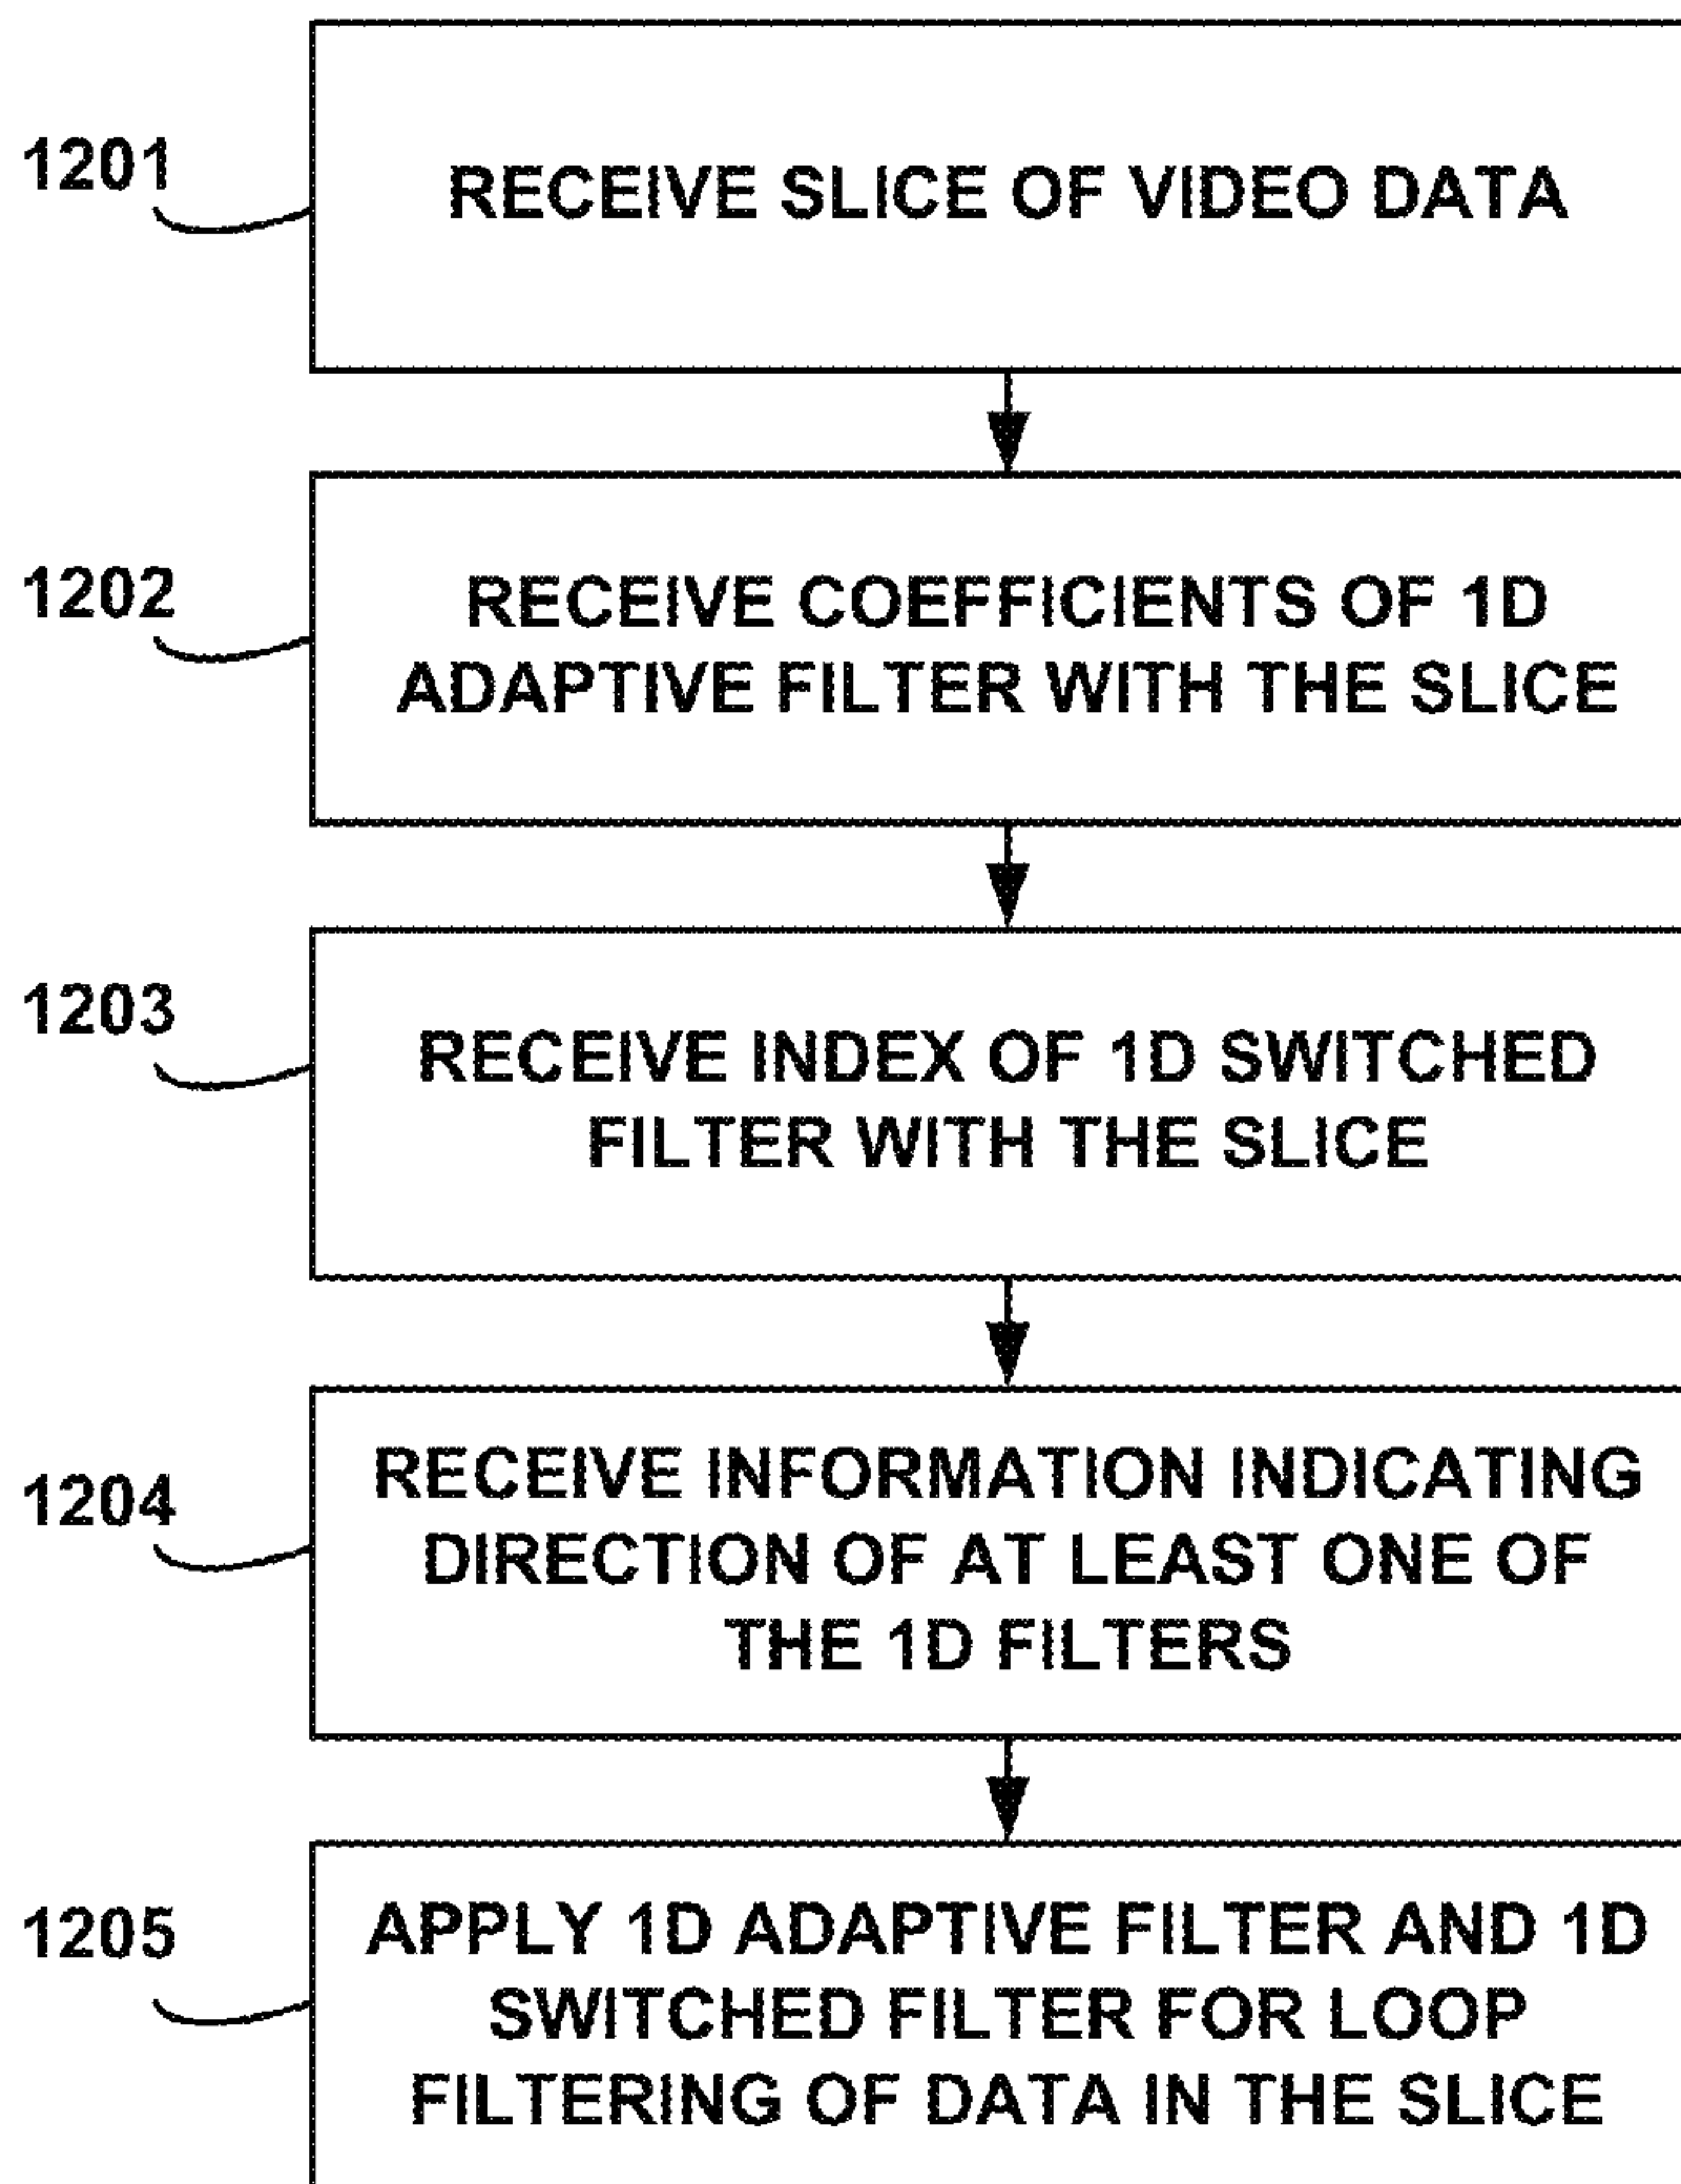 1201
RECEIVE SLICE OF VIDEO DATA
1202
RECEIVE COEFFICIENTS OF 1D
ADAPTIVE FILTER WITH THE SLICE
1203
RECEIVE INDEX OF 1D SWITCHED
FILTER WITH THE SLICE
1204
RECEIVE INFORMATION INDICATING
DIRECTION OF AT LEAST ONE OF
THE 1D FILTERS
1205
APPLY 1D ADAPTIVE FILTER AND 1D
SWITCHED FILTER FOR LOOP
FILTERING OF DATA IN THE SLICE